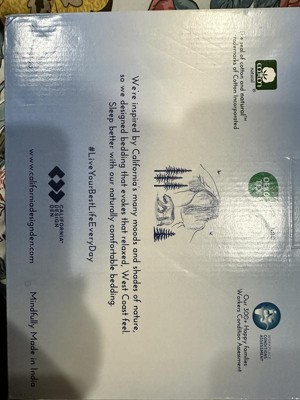 The seal of cotton and natural™
trademarks of Cotton Incorporated
cotton
Our 300+ Happy families
Workers Condition Assessment
We're inspired by California's many moods and shades of nature,
so we designed bedding that evokes that relaxed, West Coast feel.
Sleep better with our naturally comfortable bedding.
#LiveYourBestLifeEveryDay
CALIFORNIA
DESIGN
DEN
www.californiadesignden.com
Mindfully Made in India